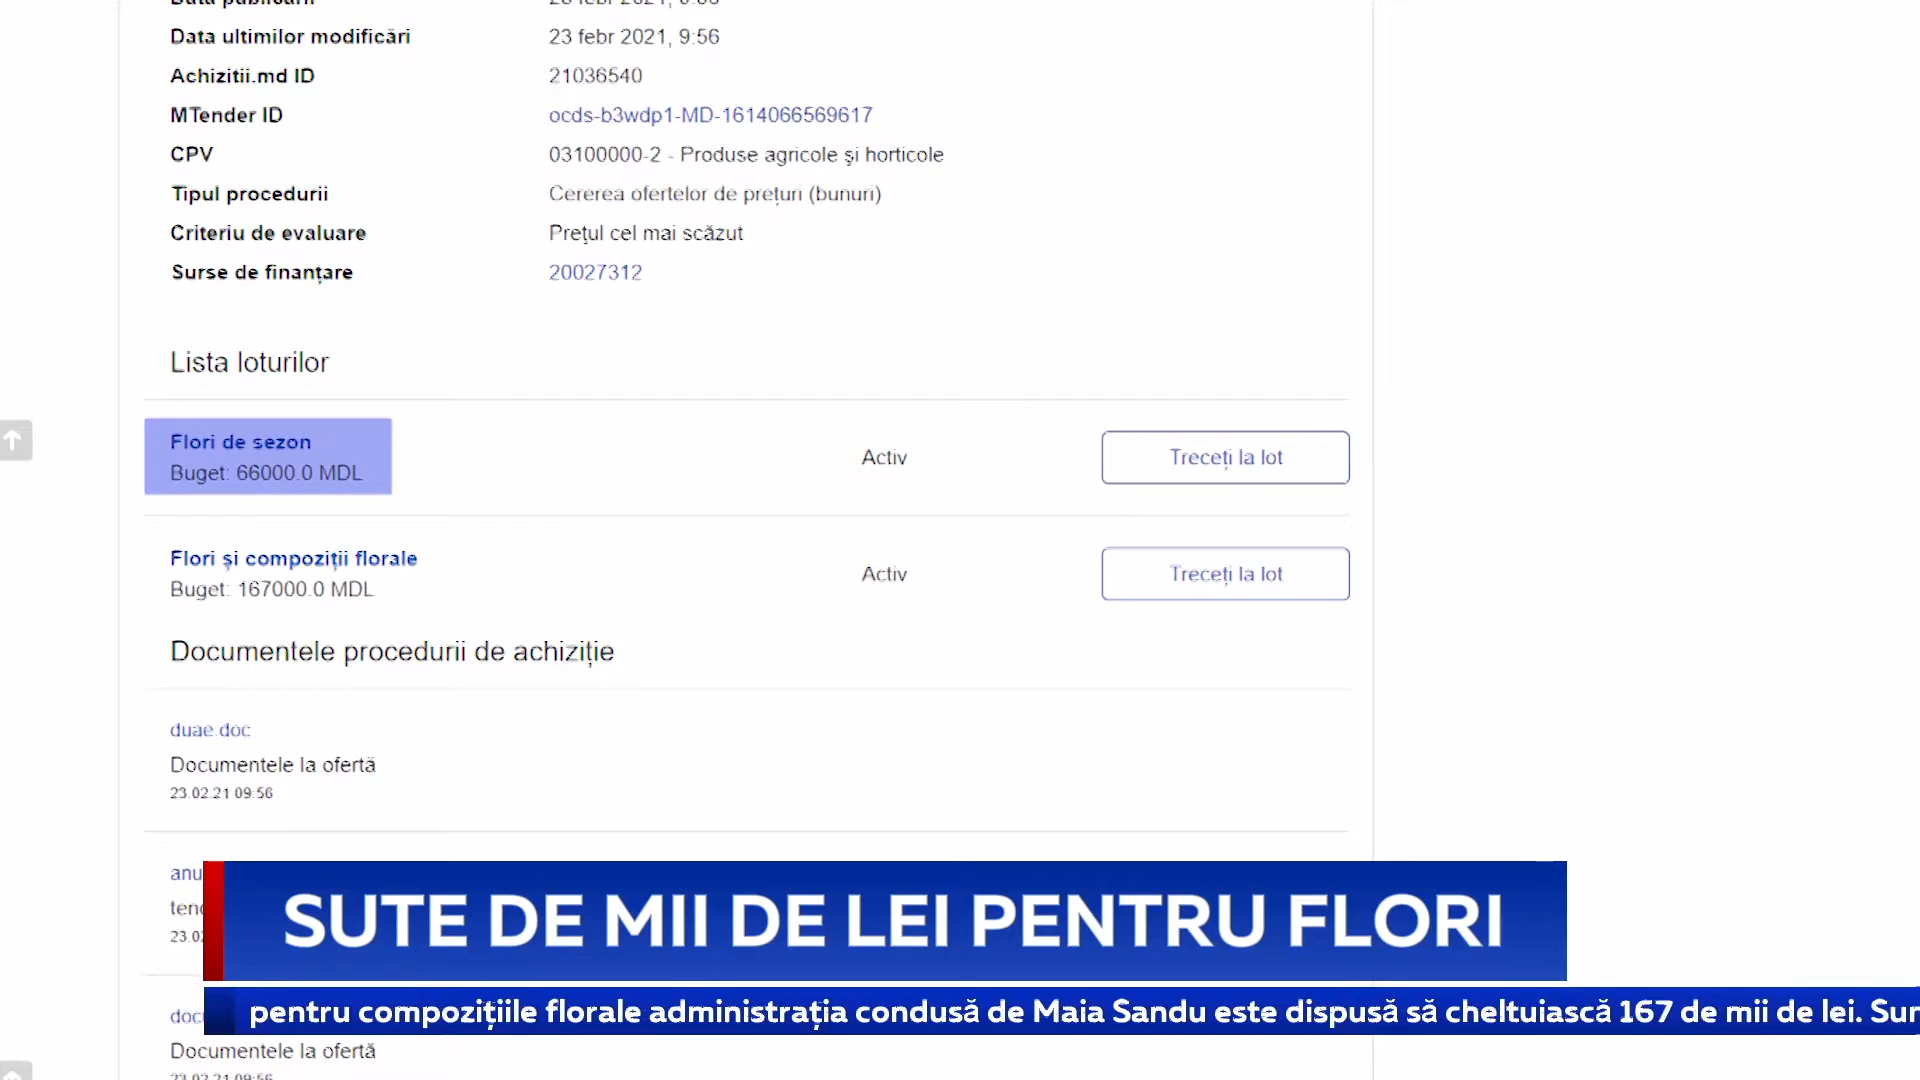 Data ultimilor modificări 23 febr 2021, 9:56
Achizitii.md ID 21036540
MTender ID ocds-b3wdp1-MD-1614066569617
CPV 03100000-2 - Produse agricole și horticole
Tipul procedurii Cererea ofertelor de prețuri (bunuri)
Criteriu de evaluare Prețul cel mai scăzut
Surse de finanțare 20027312
Lista loturilor
Flori de sezon
Buget: 66000.0 MDL
Activ
Treceți la lot
Flori și compoziții florale
Buget: 167000.0 MDL
Activ
Treceți la lot
Documentele procedurii de achiziție
duae.doc
Documentele la ofertă
23.02.21 09:56
SUTE DE MII DE LEI PENTRU FLORI
pentru compozițiile florale administrația condusă de Maia Sandu este dispusă să cheltuiască 167 de mii de lei.
Documentele la ofertă